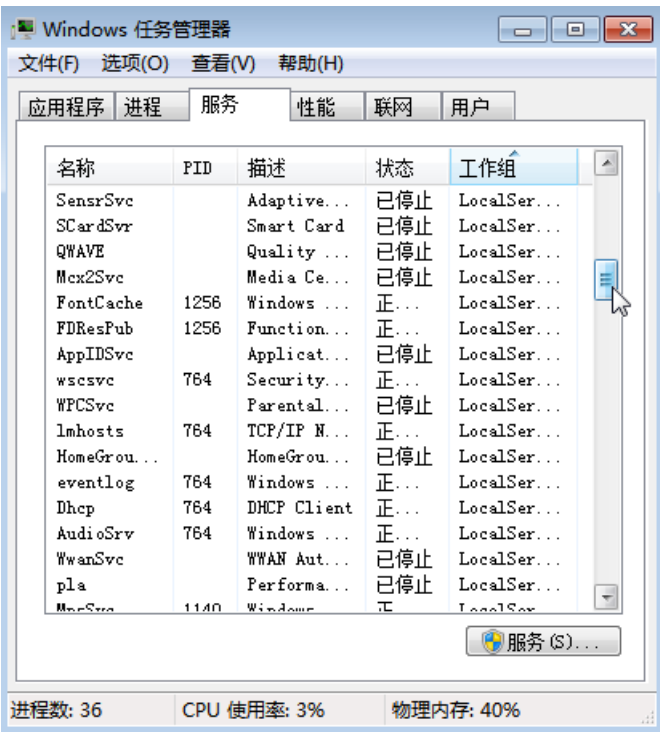 Windows 任务管理器
文件(F) 选项(O) 查看(V) 帮助(H)
应用程序 进程 服务 性能 联网 用户
名称 PID 描述 状态 工作组
SensrSvc Adaptive... 已停止 LocalSer...
SCardSvr Smart Card 已停止 LocalSer...
QWAVE Quality ... 已停止 LocalSer...
Mcx2Svc Media Ce... 已停止 LocalSer...
FontCache 1256 Windows ... 正... LocalSer...
FDResPub 1256 Function... 正... LocalSer...
AppIDSvc Applicat... 已停止 LocalSer...
wscsvc 764 Security... 正... LocalSer...
WPCSvc Parental... 已停止 LocalSer...
lmhosts 764 TCP/IP N... 正... LocalSer...
HomeGrou... HomeGrou... 已停止 LocalSer...
eventlog 764 Windows ... 正... LocalSer...
Dhcp 764 DHCP Client 正... LocalSer...
AudioSrv 764 Windows ... 正... LocalSer...
WwanSvc WWAN Aut... 已停止 LocalSer...
pla Performa... 已停止 LocalSer...
MpsSvc 1140 Windows 正 LocalSer
服务(S)...
进程数: 36 CPU 使用率: 3% 物理内存: 40%